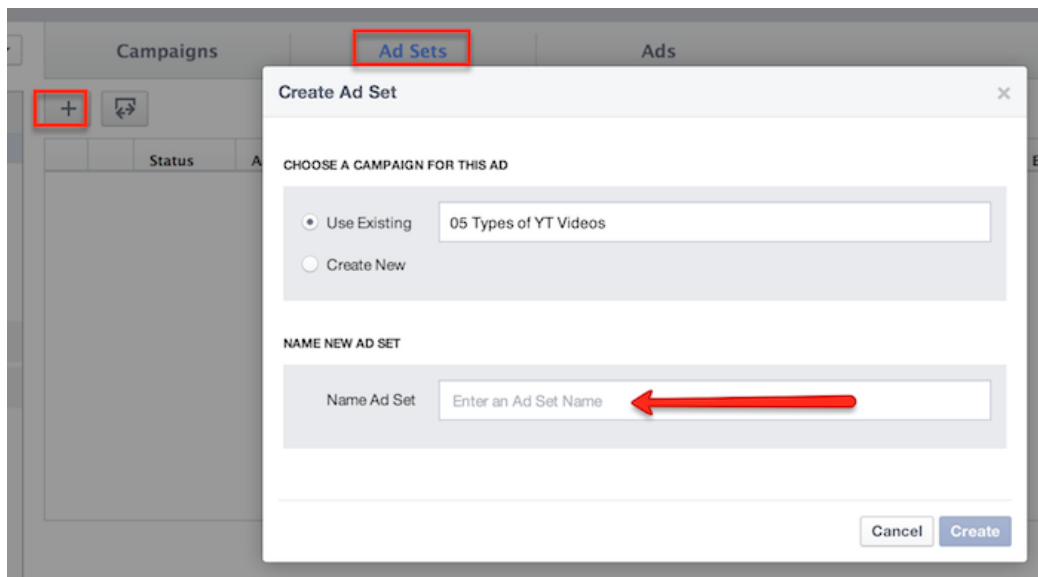 Campaigns Ad Sets Ads
Create Ad Set
Status A
CHOOSE A CAMPAIGN FOR THIS AD
Use Existing 05 Types of YT Videos
Create New
NAME NEW AD SET
Name Ad Set Enter an Ad Set Name
Cancel Create